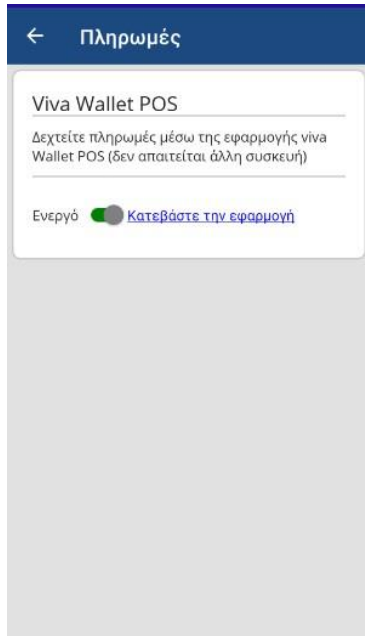 Πληρωμές
Viva Wallet POS
Δεχτείτε πληρωμές μέσω της εφαρμογής viva
Wallet POS (δεν απαιτείται άλλη συσκευή)
Ενεργό Κατεβάστε την εφαρμογή